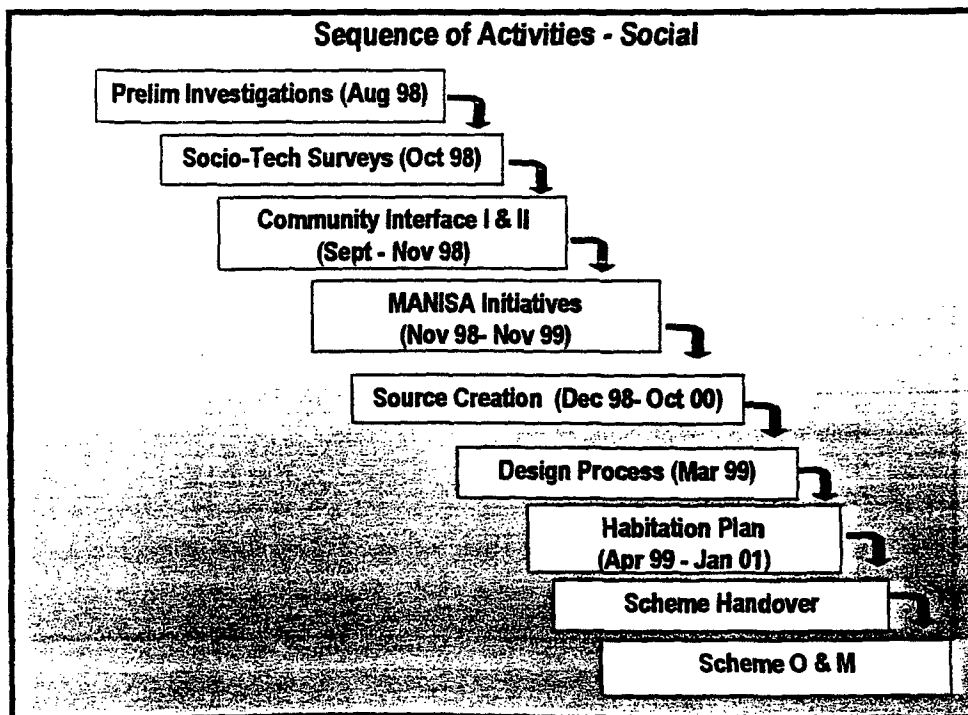 Sequence of Activities - Social
Prelim Investigations (Aug 98)
Socio-Tech Surveys (Oct 98)
Community Interface I & II
(Sept - Nov 98)
MANISA Initiatives
(Nov 98- Nov 99)
Source Creation (Dec 98- Oct 00)
Design Process (Mar 99)
Habitation Plan
(Apr 99 - Jan 01)
Scheme Handover
Scheme O & M